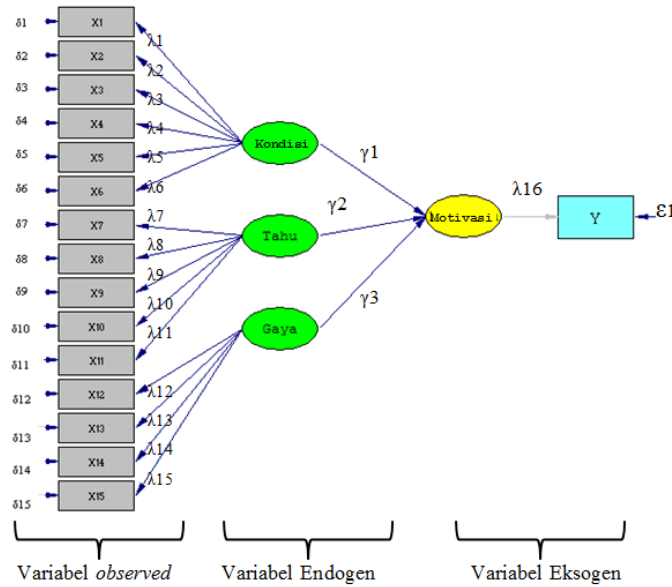 δ1 X1 λ1
δ2 X2 λ2
δ3 X3 λ3
δ4 X4 λ4
δ5 X5 λ5
δ6 X6 λ6
δ7 X7 λ7
δ8 X8 λ8
δ9 X9 λ9
δ10 X10 λ10
δ11 X11 λ11
δ12 X12 λ12
δ13 X13 λ13
δ14 X14 λ14
δ15 X15 λ15
Kondisi
Tahu
Gaya
γ1
γ2
γ3
Motivasi
λ16
Y
ε1
Variabel observed
Variabel Endogen
Variabel Eksogen